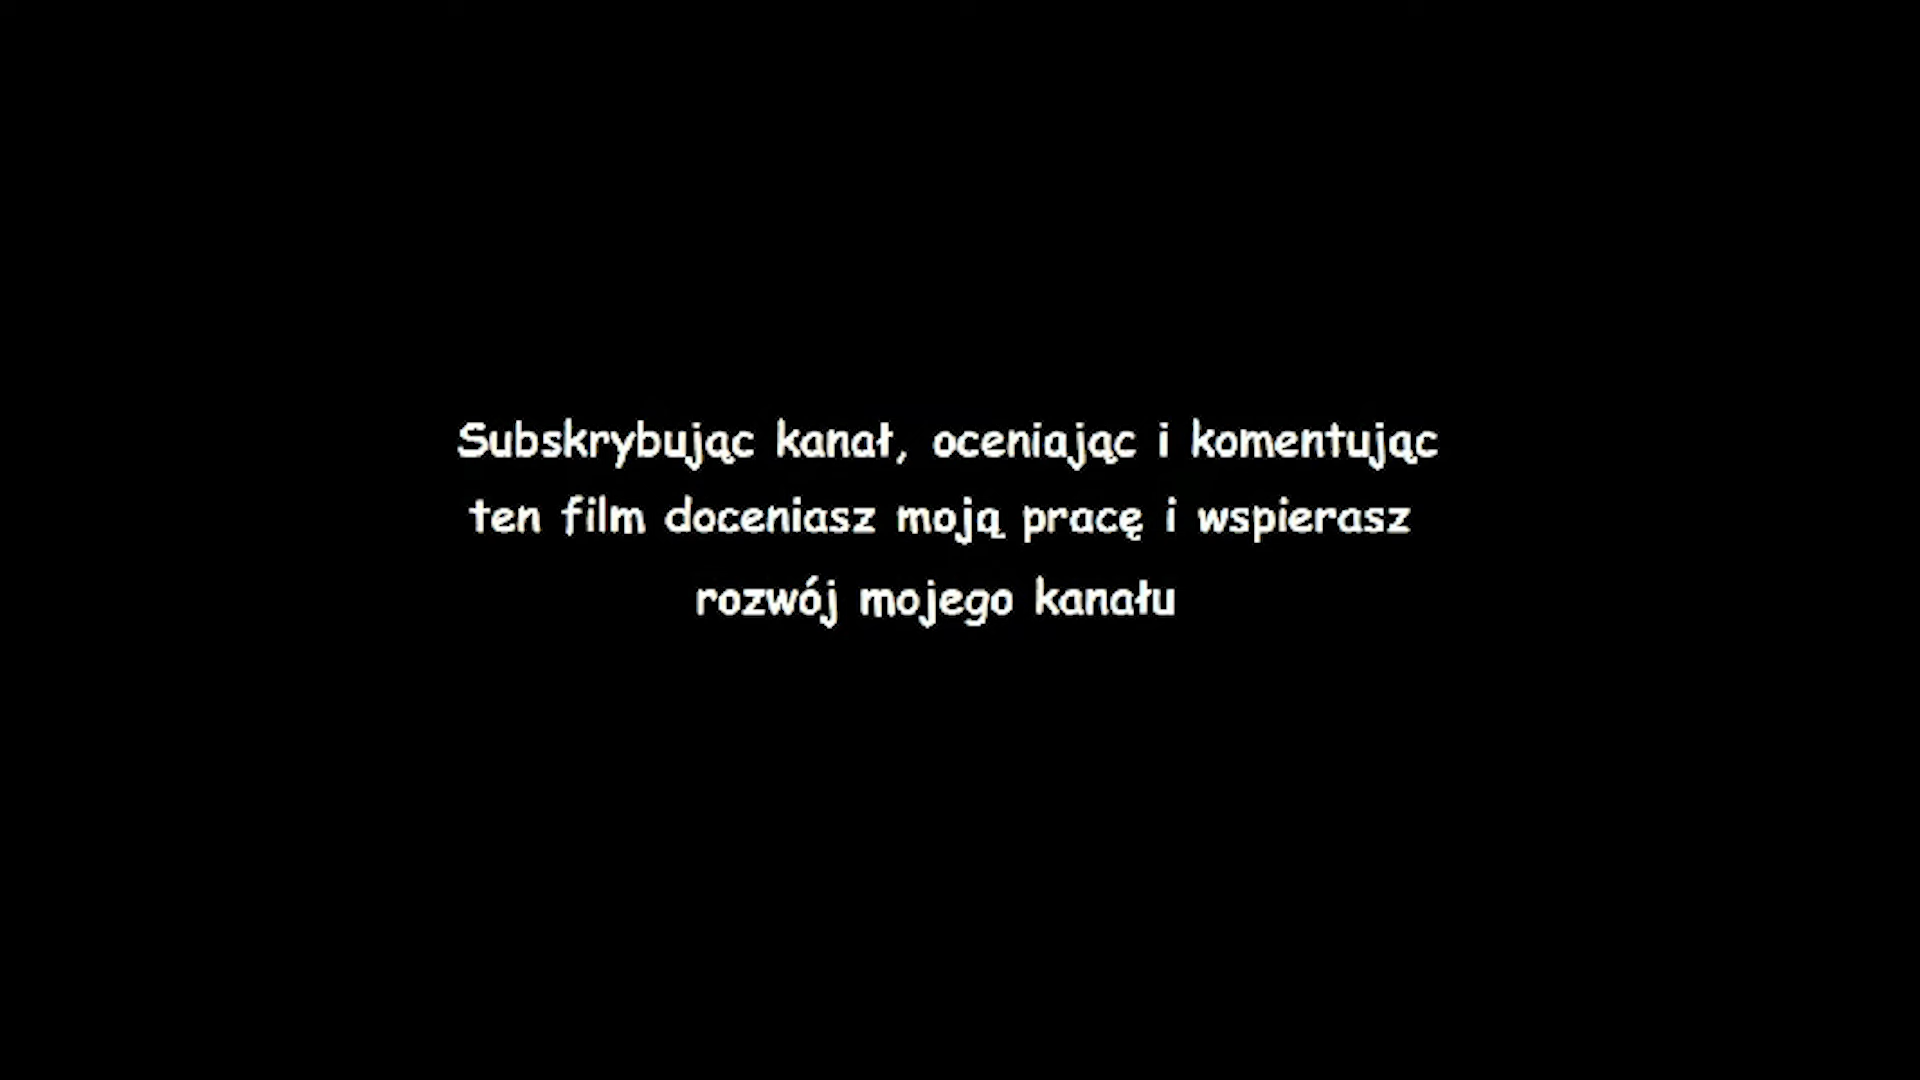 Subskrybując kanał, oceniając i komentując
ten film doceniasz moją pracę i wspierasz
rozwój mojego kanału